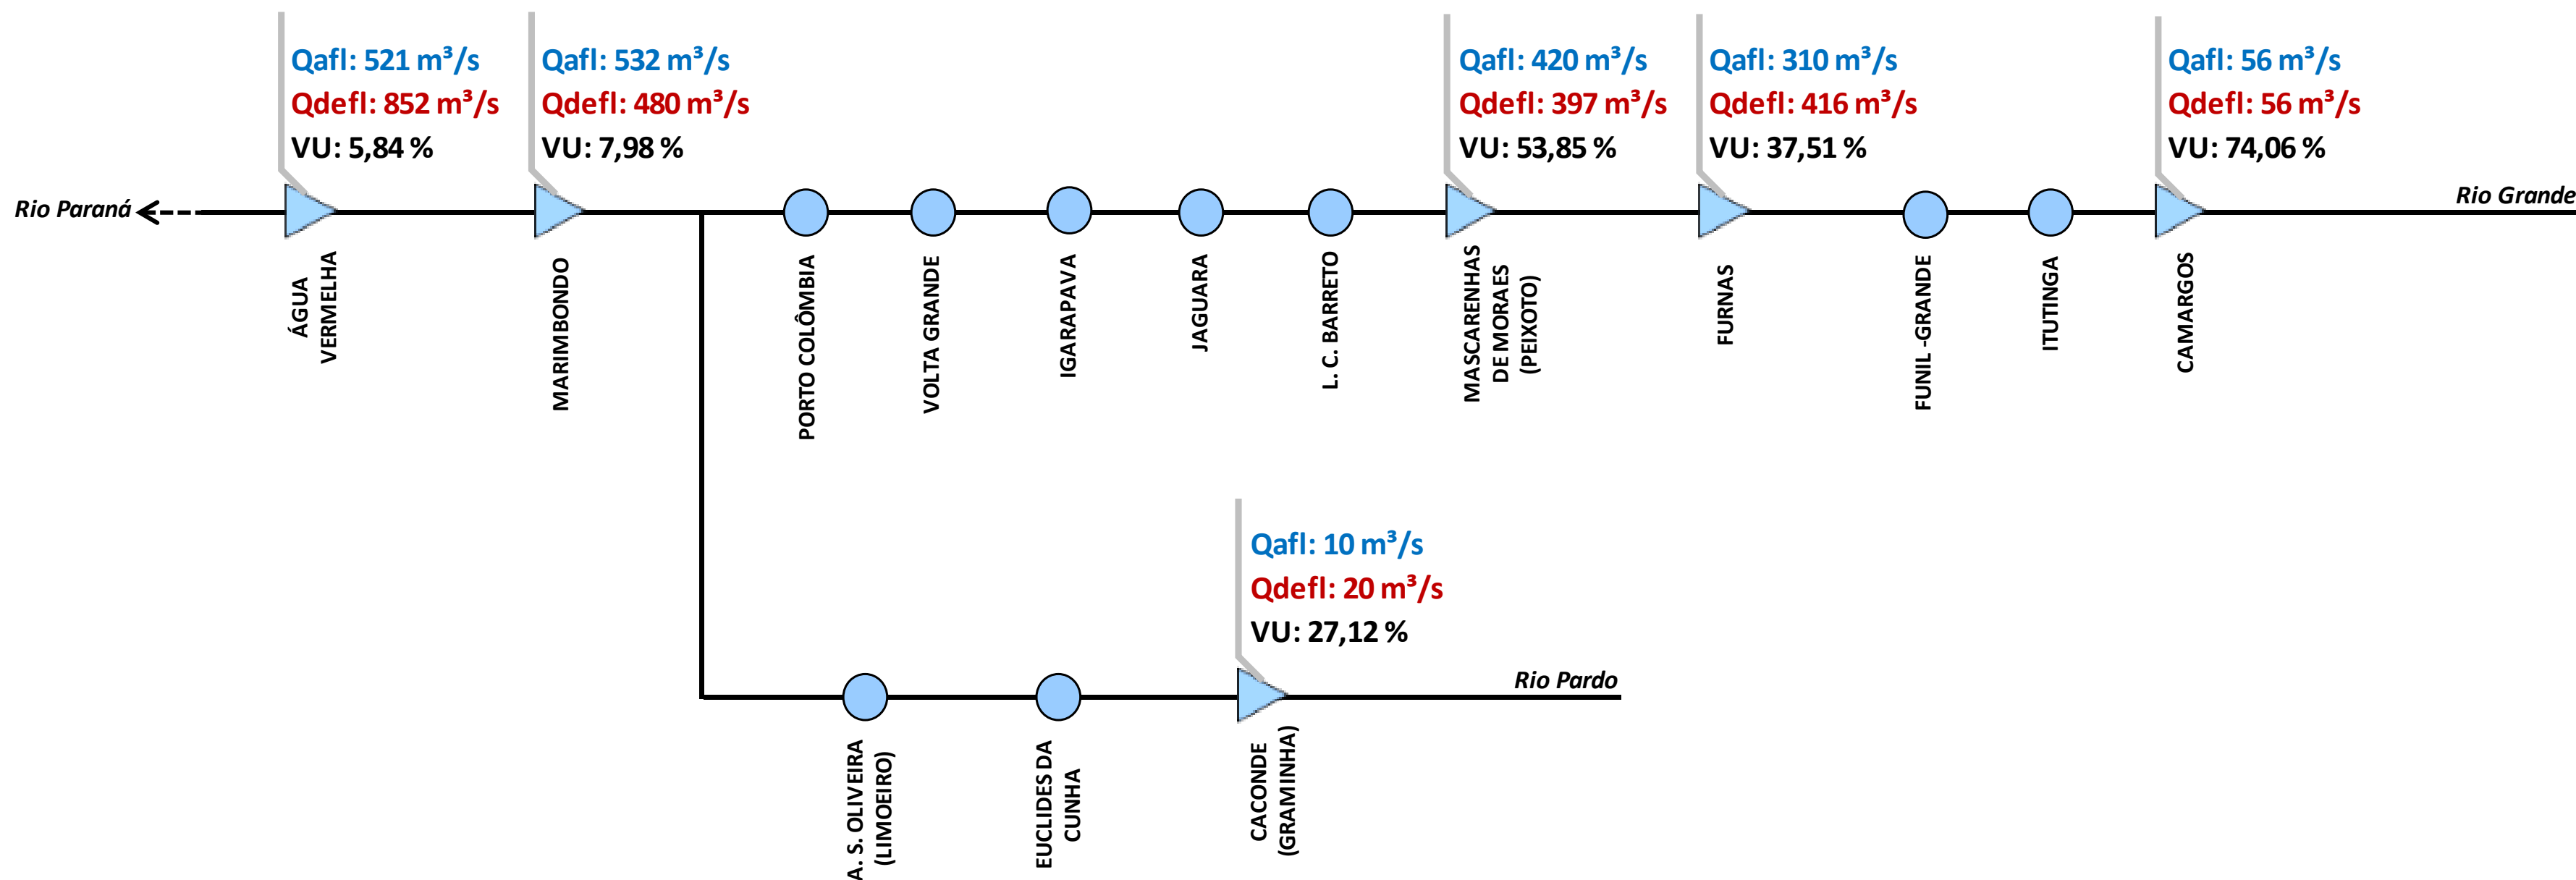 Qafl: 521 m³/s
Qdefl: 852 m³/s
VU: 5,84 %
Qafl: 532 m³/s
Qdefl: 480 m³/s
VU: 7,98 %
Qafl: 420 m³/s
Qdefl: 397 m³/s
VU: 53,85 %
Qafl: 310 m³/s
Qdefl: 416 m³/s
VU: 37,51 %
Qafl: 56 m³/s
Qdefl: 56 m³/s
VU: 74,06 %
Rio Paraná
Rio Grande
ÁGUA
VERMELHA
MARIMBONDO
PORTO COLÔMBIA
VOLTA GRANDE
IGARAPAVA
JAGUARA
L. C. BARRETO
MASCARENHAS
DE MORAES
(PEIXOTO)
FURNAS
FUNIL -GRANDE
ITUTINGA
CAMARGOS
Qafl: 10 m³/s
Qdefl: 20 m³/s
VU: 27,12 %
Rio Pardo
A. S. OLIVEIRA
(LIMOEIRO)
EUCLIDES DA
CUNHA
CACONDE
(GRAMINHA)